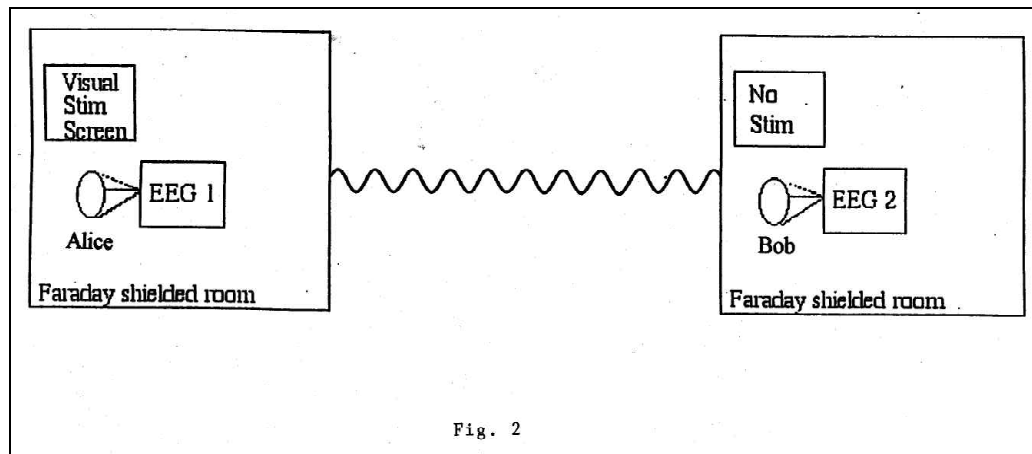 Visual
Stim
Screen
EEG 1
Alice
Faraday shielded room
No
Stim
EEG 2
Bob
Faraday shielded room
Fig. 2